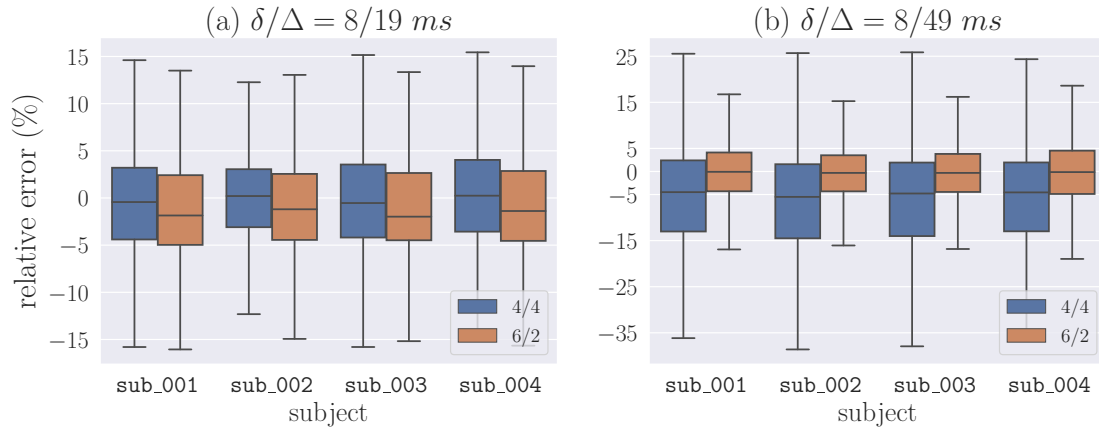 (a) δ/Δ = 8/19 ms
(b) δ/Δ = 8/49 ms
relative error (%)
15
10
5
0
−5
−10
−15
25
15
5
0
−5
−15
−25
−35
4/4
6/2
4/4
6/2
sub_001 sub_002 sub_003 sub_004
sub_001 sub_002 sub_003 sub_004
subject
subject